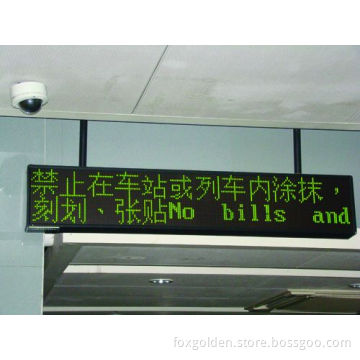 禁止在车站或列车内涂抹，
刻划、张贴No bills and
foxgolden.store.bossgoo.com